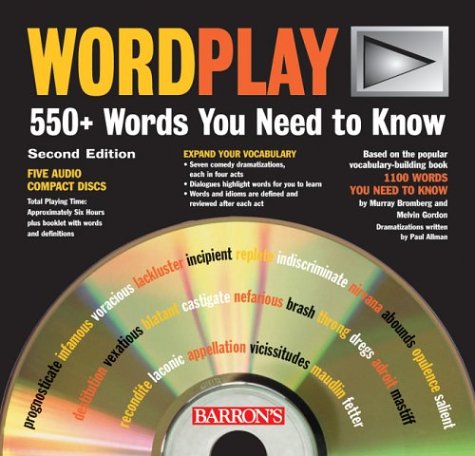 WORDPLAY
550+ Words You Need to Know
Second Edition
FIVE AUDIO
COMPACT DISCS
Total Playing Time:
Approximately Six Hours
plus booklet with words
and definitions
EXPAND YOUR VOCABULARY
• Seven comedy dramatizations,
each in four acts
• Dialogues highlight words for you to learn
• Words and idioms are defined and
reviewed after each act
Based on the popular
vocabulary-building book
1100 WORDS
YOU NEED TO KNOW
by Murray Bromberg and
Melvin Gordon
Dramatizations written
by Paul Allman
prognosticate infamous voracious lackluster incipient replete indiscriminate nirvana abounds opulence salient
destitution vexatious blatant castigate nefarious brash throng dregs adroit mastiff
recondite laconic appellation vicissitudes maudlin fetter
BARRON'S